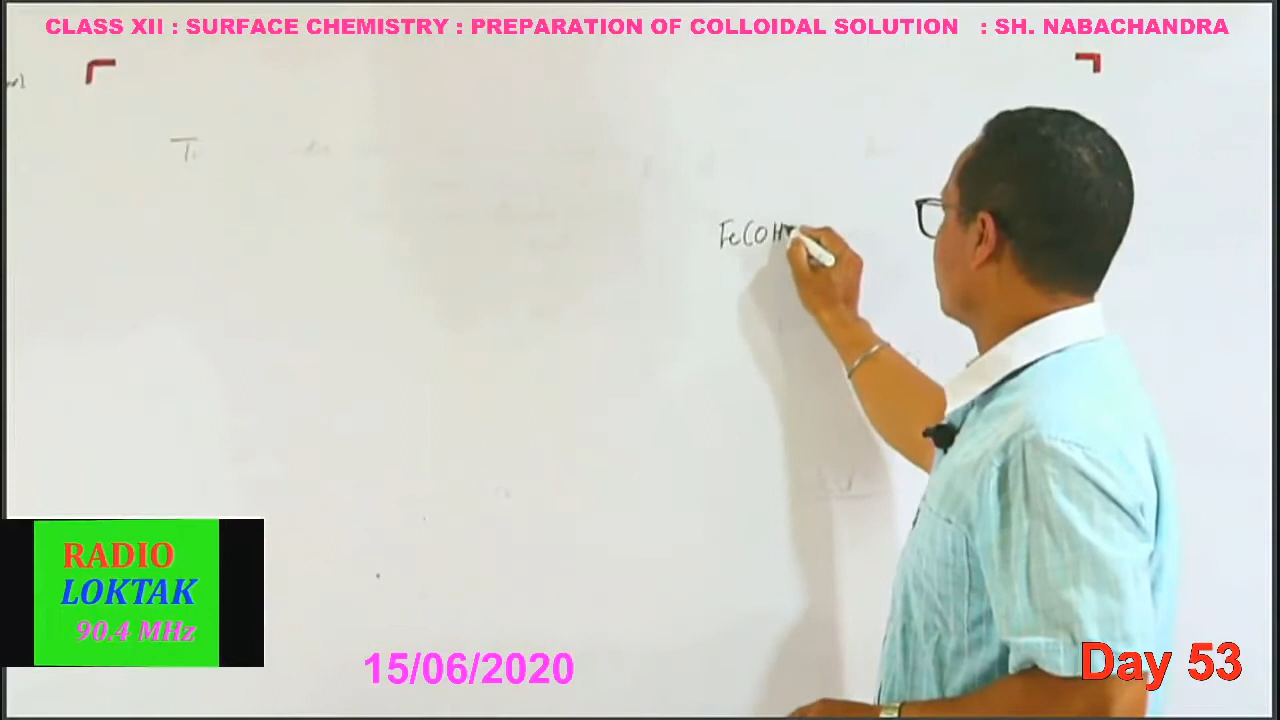 CLASS XII : SURFACE CHEMISTRY : PREPARATION OF COLLOIDAL SOLUTION : SH. NABACHANDRA
Fe(OH
RADIO
LOKTAK
90.4 MHz
15/06/2020
Day 53